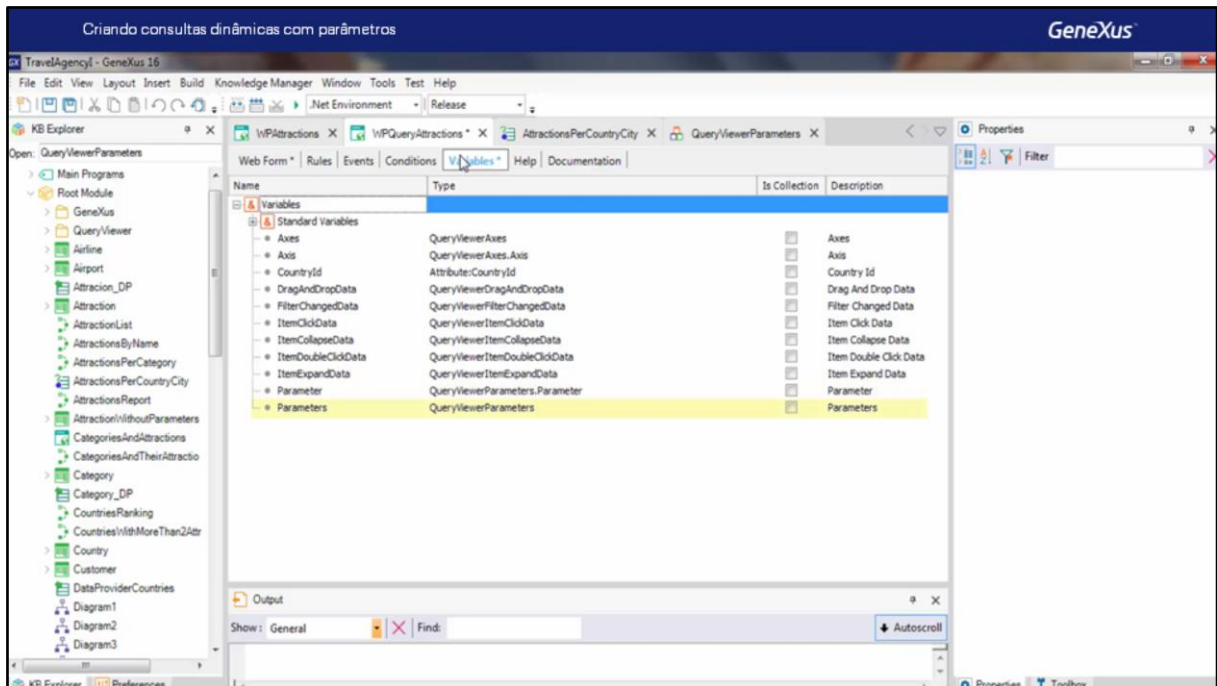 Criando consultas dinâmicas com parâmetros
GeneXus
GX TravelAgencyI - GeneXus 16
File Edit View Layout Insert Build Knowledge Manager Window Tools Test Help
.Net Environment Release
KB Explorer
Open: QueryViewerParameters
Main Programs
Root Module
GeneXus
QueryViewer
Airline
Airport
Attracion_DP
Attraction
AttractionList
AttractionsByName
AttractionsPerCategory
AttractionsPerCountryCity
AttractionsReport
AttractionWithoutParameters
CategoriesAndAttractions
CategoriesAndTheirAttractio
Category
Category_DP
CountriesRanking
CountriesWithMoreThan2Attr
Country
Customer
DataProviderCountries
Diagram1
Diagram2
Diagram3
KB Explorer Preferences
WPAttractions X WPQueryAttractions * X AttractionsPerCountryCity X QueryViewerParameters X
Web Form * Rules Events Conditions Variables * Help Documentation
Name Type Is Collection Description
& Variables
& Standard Variables
Axes QueryViewerAxes Axes
Axis QueryViewerAxes.Axis Axis
CountryId Attribute:CountryId Country Id
DragAndDropData QueryViewerDragAndDropData Drag And Drop Data
FilterChangedData QueryViewerFilterChangedData Filter Changed Data
ItemClickData QueryViewerItemClickData Item Click Data
ItemCollapseData QueryViewerItemCollapseData Item Collapse Data
ItemDoubleClickData QueryViewerItemDoubleClickData Item Double Click Data
ItemExpandData QueryViewerItemExpandData Item Expand Data
Parameter QueryViewerParameters.Parameter Parameter
Parameters QueryViewerParameters Parameters
Output
Show: General Find: Autoscroll
Properties
Filter
Properties Toolbox